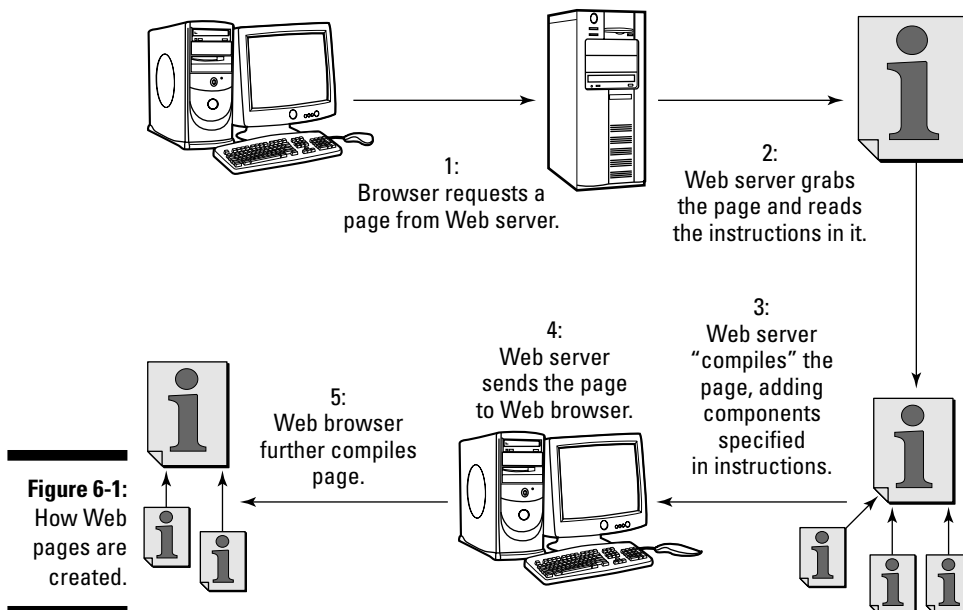 1:
Browser requests a
page from Web server.
2:
Web server grabs
the page and reads
the instructions in it.
3:
Web server
“compiles” the
page, adding
components
specified
in instructions.
4:
Web server
sends the page
to Web browser.
5:
Web browser
further compiles
page.
Figure 6-1:
How Web
pages are
created.